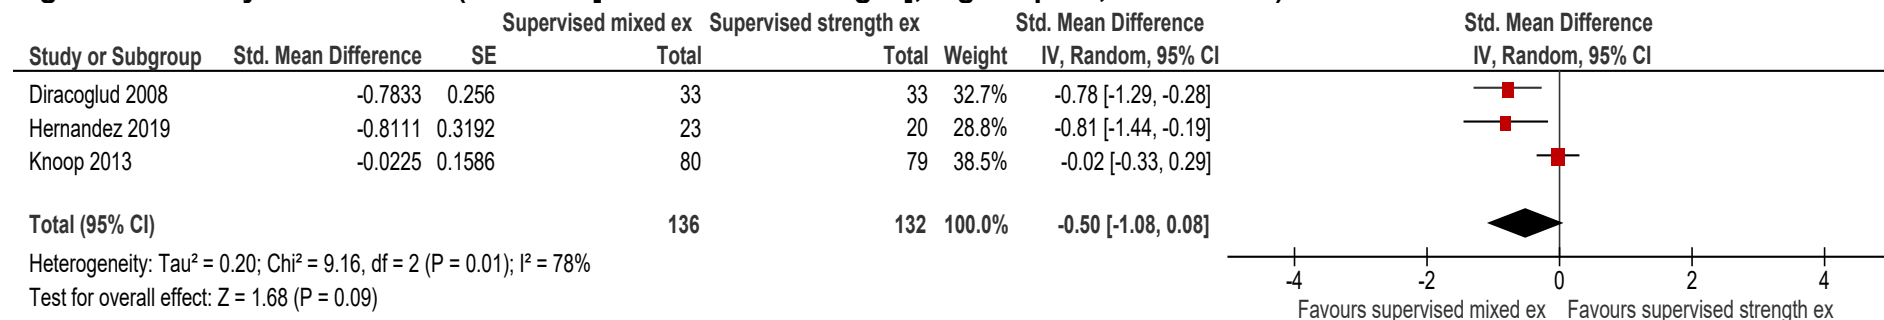 Supervised mixed ex Supervised strength ex Std. Mean Difference Std. Mean Difference
Study or Subgroup Std. Mean Difference SE Total Total Weight IV, Random, 95% CI IV, Random, 95% CI
Diracoglud 2008 -0.7833 0.256 33 33 32.7% -0.78 [-1.29, -0.28]
Hernandez 2019 -0.8111 0.3192 23 20 28.8% -0.81 [-1.44, -0.19]
Knoop 2013 -0.0225 0.1586 80 79 38.5% -0.02 [-0.33, 0.29]
Total (95% CI) 136 132 100.0% -0.50 [-1.08, 0.08]
Heterogeneity: Tau² = 0.20; Chi² = 9.16, df = 2 (P = 0.01); I² = 78%
Test for overall effect: Z = 1.68 (P = 0.09)
-4 -2 0 2 4
Favours supervised mixed ex Favours supervised strength ex